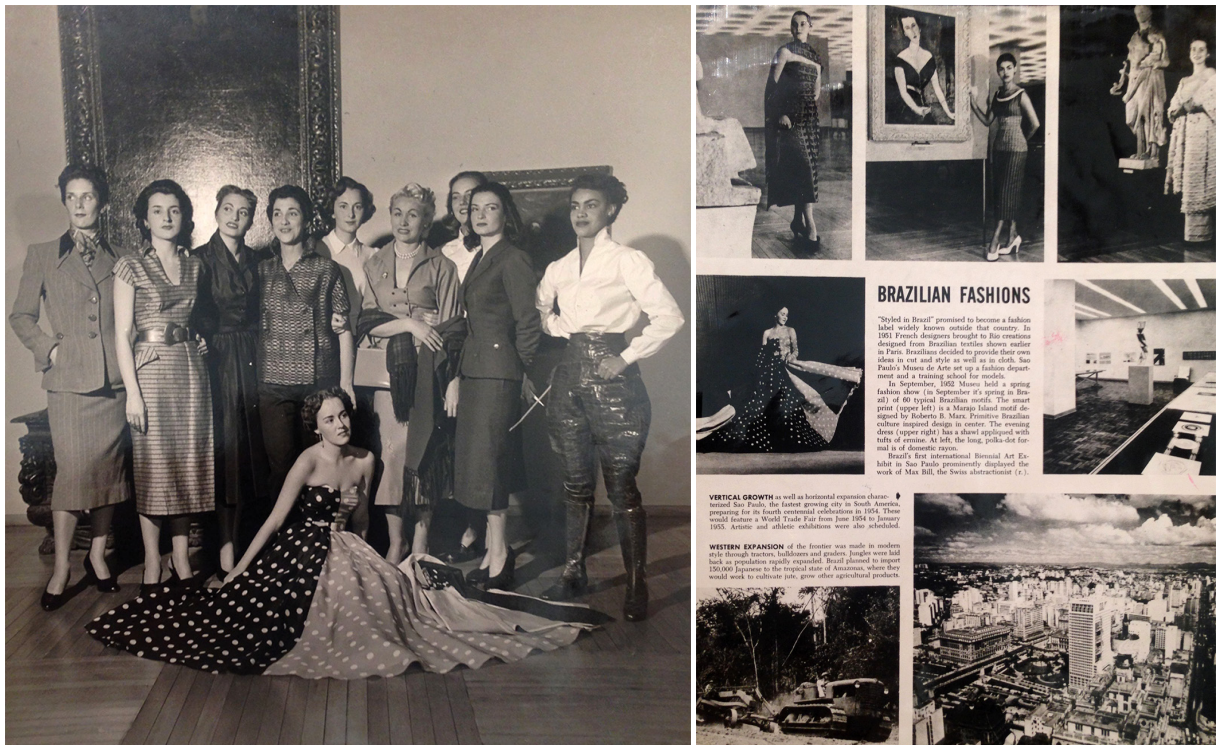 BRAZILIAN FASHIONS
"Styled in Brazil" promised to become a fashion
label widely known outside that country. In
1951 French designers brought to Rio creations
designed from Brazilian textiles shown earlier
in Paris. Brazilians decided to provide their own
ideas in cut and style as well as in cloth. Sao
Paulo's Museu de Arte set up a fashion depart-
ment and a training school for models.
In September, 1952 Museu held a spring
fashion show (in September it's spring in Bra-
zil) of 60 typical Brazilian motifs. The smart
print (upper left) is a Marajo Island motif de-
signed by Roberto B. Marx. Primitive Brazilian
culture inspired design in center. The evening
dress (upper right) has a shawl appliqued with
tufts of ermine. At left, the long, polka-dot for-
mal is of domestic rayon.
Brazil's first international Biennial Art Ex-
hibit in Sao Paulo prominently displayed the
work of Max Bill, the Swiss abstractionist (r.).
VERTICAL GROWTH as well as horizontal expansion charac-
terized Sao Paulo, the fastest growing city in South America,
preparing for its fourth centennial celebrations in 1954. These
would feature a World Trade Fair from June 1954 to January
1955. Artistic and athletic exhibitions were also scheduled.
WESTERN EXPANSION of the frontier was made in modern
style through tractors, bulldozers and graders. Jungles were laid
back as population rapidly expanded. Brazil planned to import
150,000 Japanese to the tropical state of Amazonas, where they
would work to cultivate jute, grow other agricultural products.